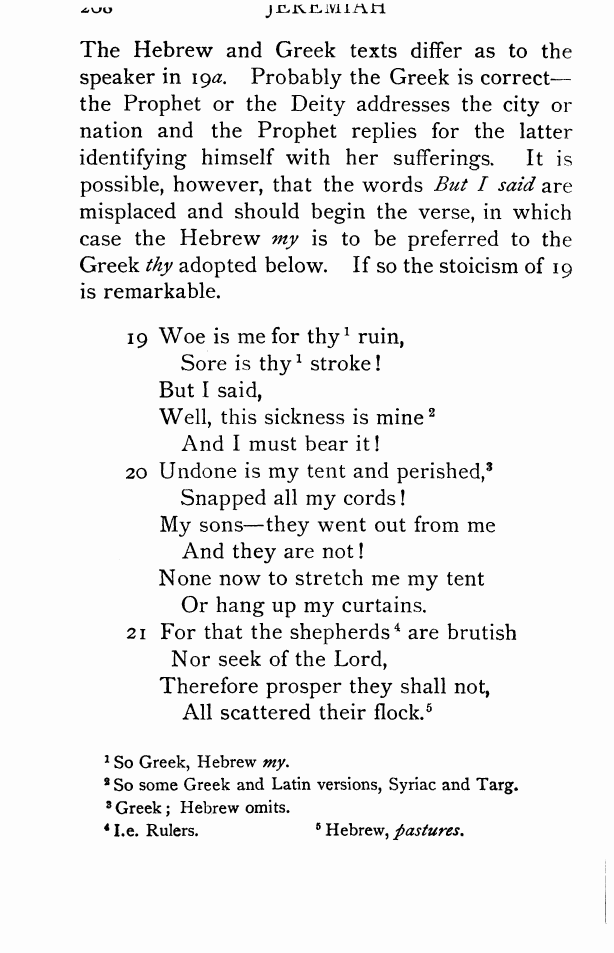 JEREMIAH
The Hebrew and Greek texts differ as to the
speaker in 19a. Probably the Greek is correct—
the Prophet or the Deity addresses the city or
nation and the Prophet replies for the latter
identifying himself with her sufferings. It is
possible, however, that the words But I said are
misplaced and should begin the verse, in which
case the Hebrew my is to be preferred to the
Greek thy adopted below. If so the stoicism of 19
is remarkable.
19 Woe is me for thy¹ ruin,
Sore is thy¹ stroke!
But I said,
Well, this sickness is mine²
And I must bear it!
20 Undone is my tent and perished,³
Snapped all my cords!
My sons—they went out from me
And they are not!
None now to stretch me my tent
Or hang up my curtains.
21 For that the shepherds⁴ are brutish
Nor seek of the Lord,
Therefore prosper they shall not,
All scattered their flock.⁵
¹ So Greek, Hebrew my.
² So some Greek and Latin versions, Syriac and Targ.
³ Greek; Hebrew omits.
⁴ I.e. Rulers. ⁵ Hebrew, pastures.